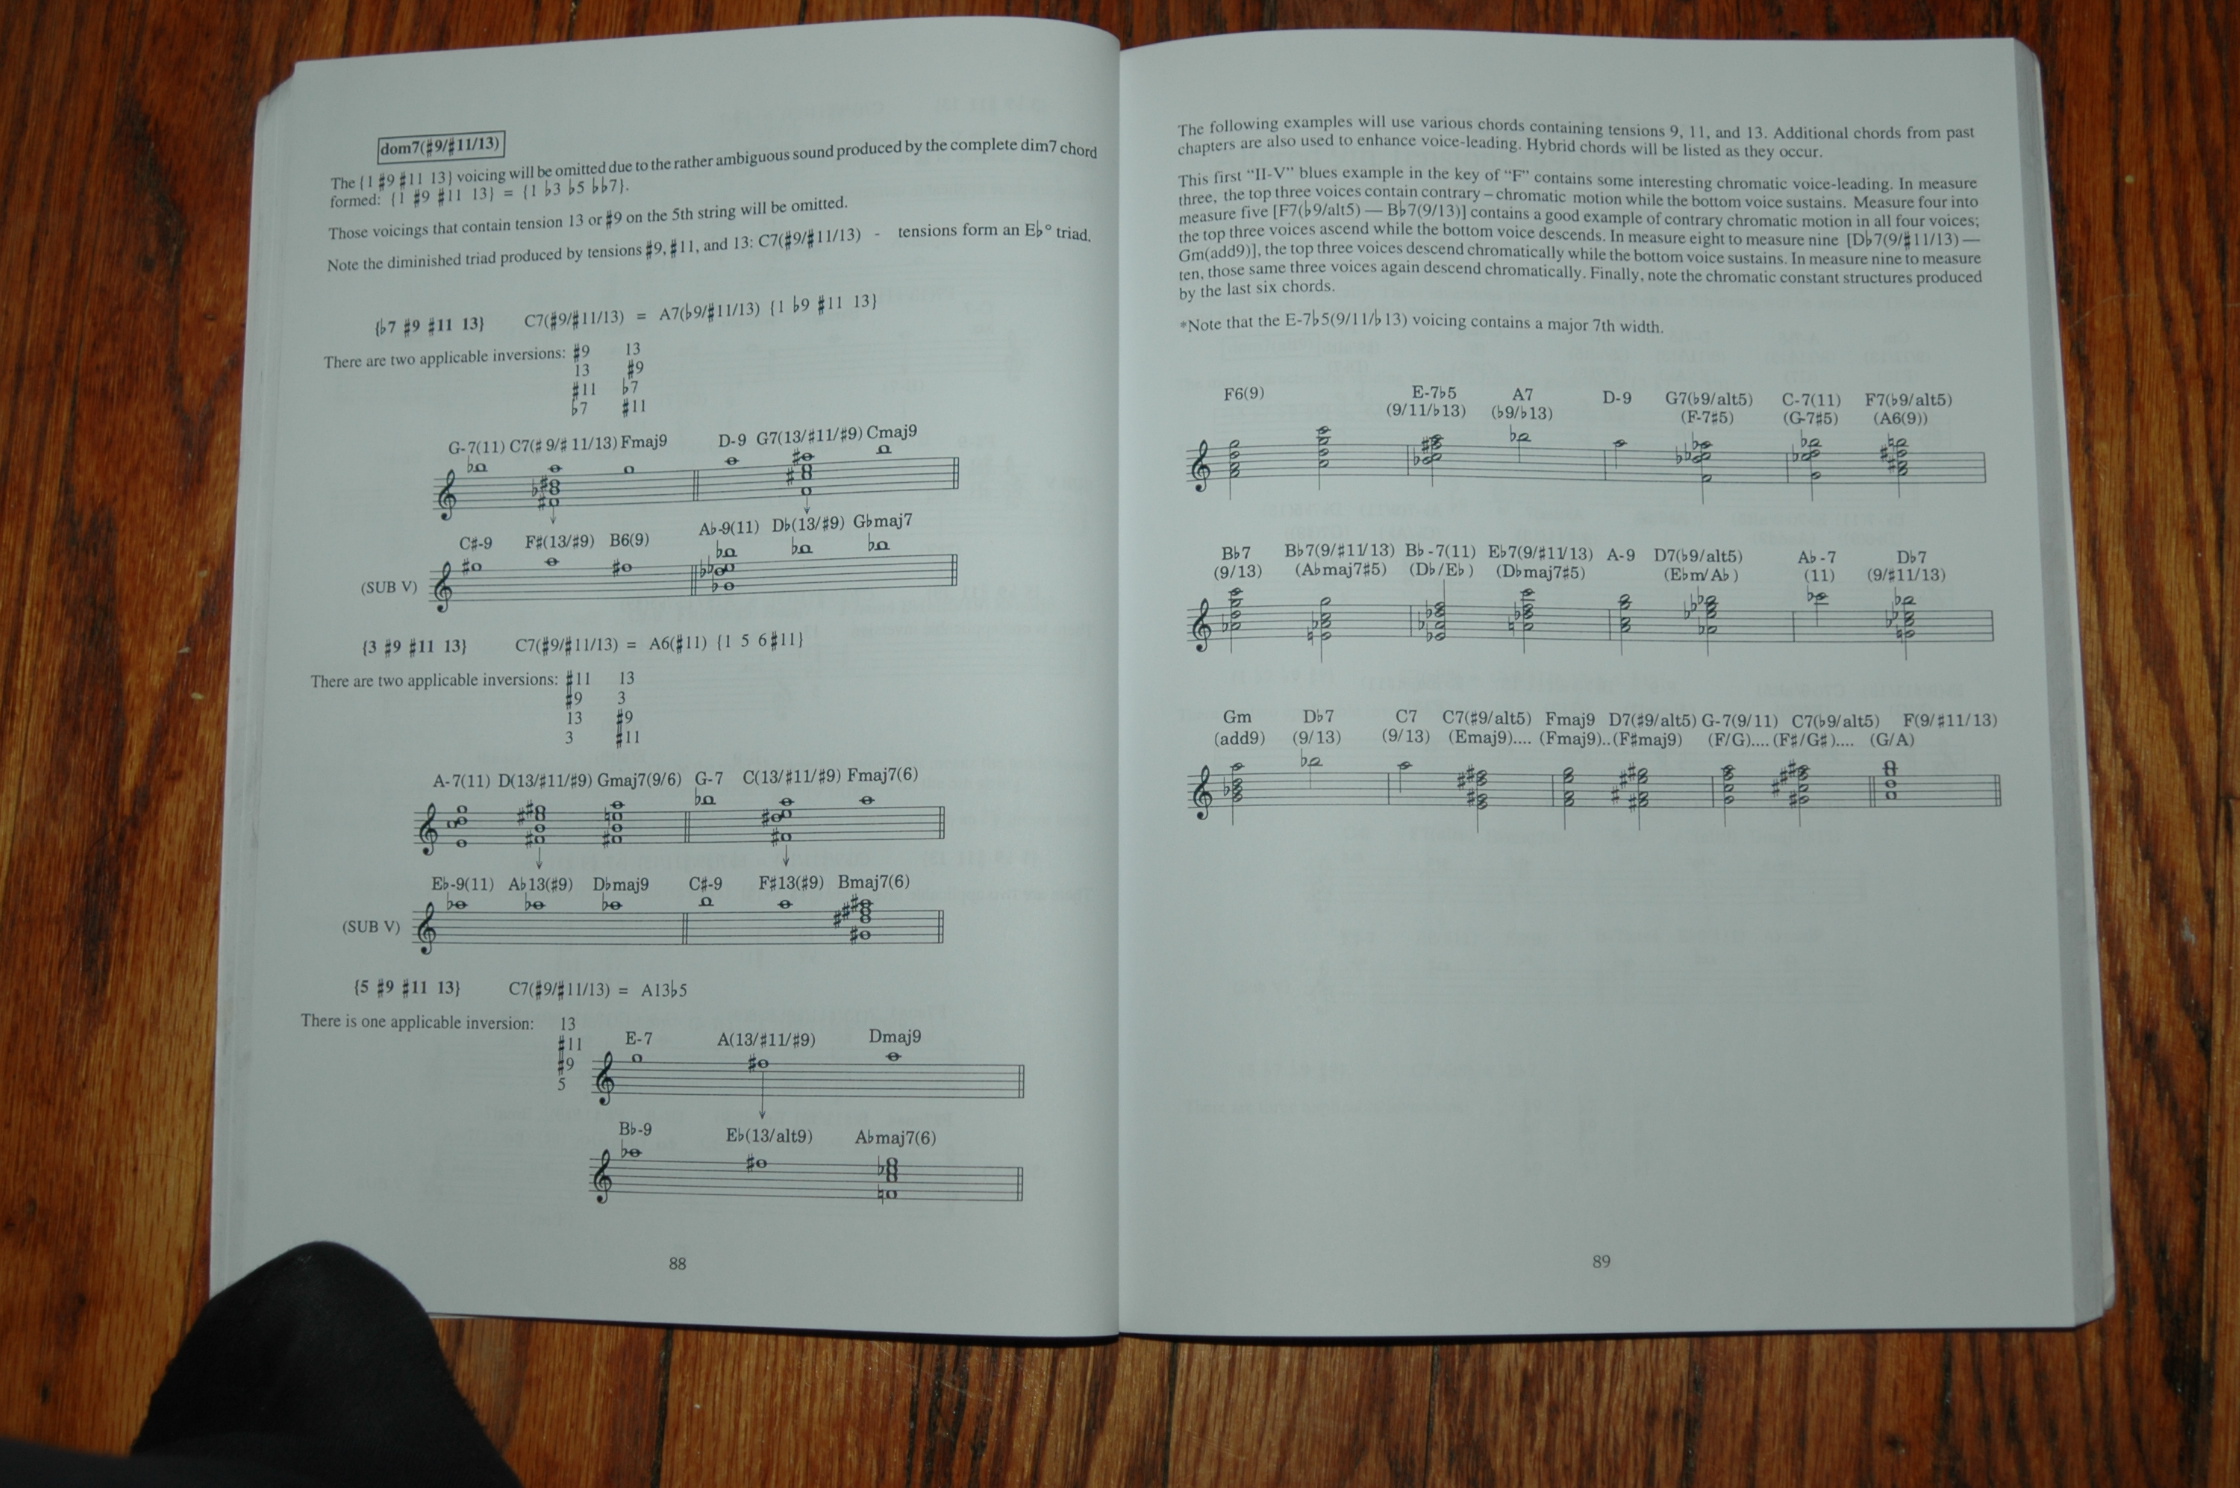 dom7(♯9/♯11/13)
The {1 ♯9 ♯11 13} voicing will be omitted due to the rather ambiguous sound produced by the complete dim7 chord
formed: {1 ♯9 ♯11 13} = {1 ♭3 ♭5 ♭♭7}.
Those voicings that contain tension 13 or ♯9 on the 5th string will be omitted.
Note the diminished triad produced by tensions ♯9, ♯11, and 13: C7(♯9/♯11/13) - tensions form an E♭° triad.
{♭7 ♯9 ♯11 13} C7(♯9/♯11/13) = A7(♭9/♯11/13) {1 ♭9 ♯11 13}
There are two applicable inversions: ♯9 13
13 ♯9
♯11 ♭7
♭7 ♯11
G-7(11) C7(♯9/♯11/13) Fmaj9 D-9 G7(13/♯11/♯9) Cmaj9
C♯-9 F♯(13/♯9) B6(9) A♭-9(11) D♭(13/♯9) G♭maj7
(SUB V)
{3 ♯9 ♯11 13} C7(♯9/♯11/13) = A6(♯11) {1 5 6 ♯11}
There are two applicable inversions: ♯11 13
♯9 3
13 ♯9
3 ♯11
A-7(11) D(13/♯11/♯9) Gmaj7(9/6) G-7 C(13/♯11/♯9) Fmaj7(6)
E♭-9(11) A♭13(♯9) D♭maj9 C♯-9 F♯13(♯9) Bmaj7(6)
(SUB V)
{5 ♯9 ♯11 13} C7(♯9/♯11/13) = A13♭5
There is one applicable inversion: 13
♯11
♯9
5
E-7 A(13/♯11/♯9) Dmaj9
B♭-9 E♭(13/alt9) A♭maj7(6)
88
The following examples will use various chords containing tensions 9, 11, and 13. Additional chords from past
chapters are also used to enhance voice-leading. Hybrid chords will be listed as they occur.
This first “II-V” blues example in the key of “F” contains some interesting chromatic voice-leading. In measure
three, the top three voices contain contrary – chromatic motion while the bottom voice sustains. Measure four into
measure five [F7(♭9/alt5) — B♭7(9/13)] contains a good example of contrary chromatic motion in all four voices;
the top three voices ascend while the bottom voice descends. In measure eight to measure nine [D♭7(9/♯11/13) —
Gm(add9)], the top three voices descend chromatically while the bottom voice sustains. In measure nine to measure
ten, those same three voices again descend chromatically. Finally, note the chromatic constant structures produced
by the last six chords.
*Note that the E-7♭5(9/11/♭13) voicing contains a major 7th width.
F6(9) E-7♭5 A7 D-9 G7(♭9/alt5) C-7(11) F7(♭9/alt5)
(9/11/♭13) (♭9/♭13) (F-7♯5) (G-7♯5) (A6(9))
B♭7 B♭7(9/♯11/13) B♭-7(11) E♭7(9/♯11/13) A-9 D7(♭9/alt5) A♭-7 D♭7
(9/13) (A♭maj7♯5) (D♭/E♭) (D♭maj7♯5) (E♭m/A♭) (11) (9/♯11/13)
Gm D♭7 C7 C7(♯9/alt5) Fmaj9 D7(♯9/alt5) G-7(9/11) C7(♭9/alt5) F(9/♯11/13)
(add9) (9/13) (9/13) (Emaj9).... (Fmaj9)..(F♯maj9) (F/G)....(F♯/G♯).... (G/A)
89